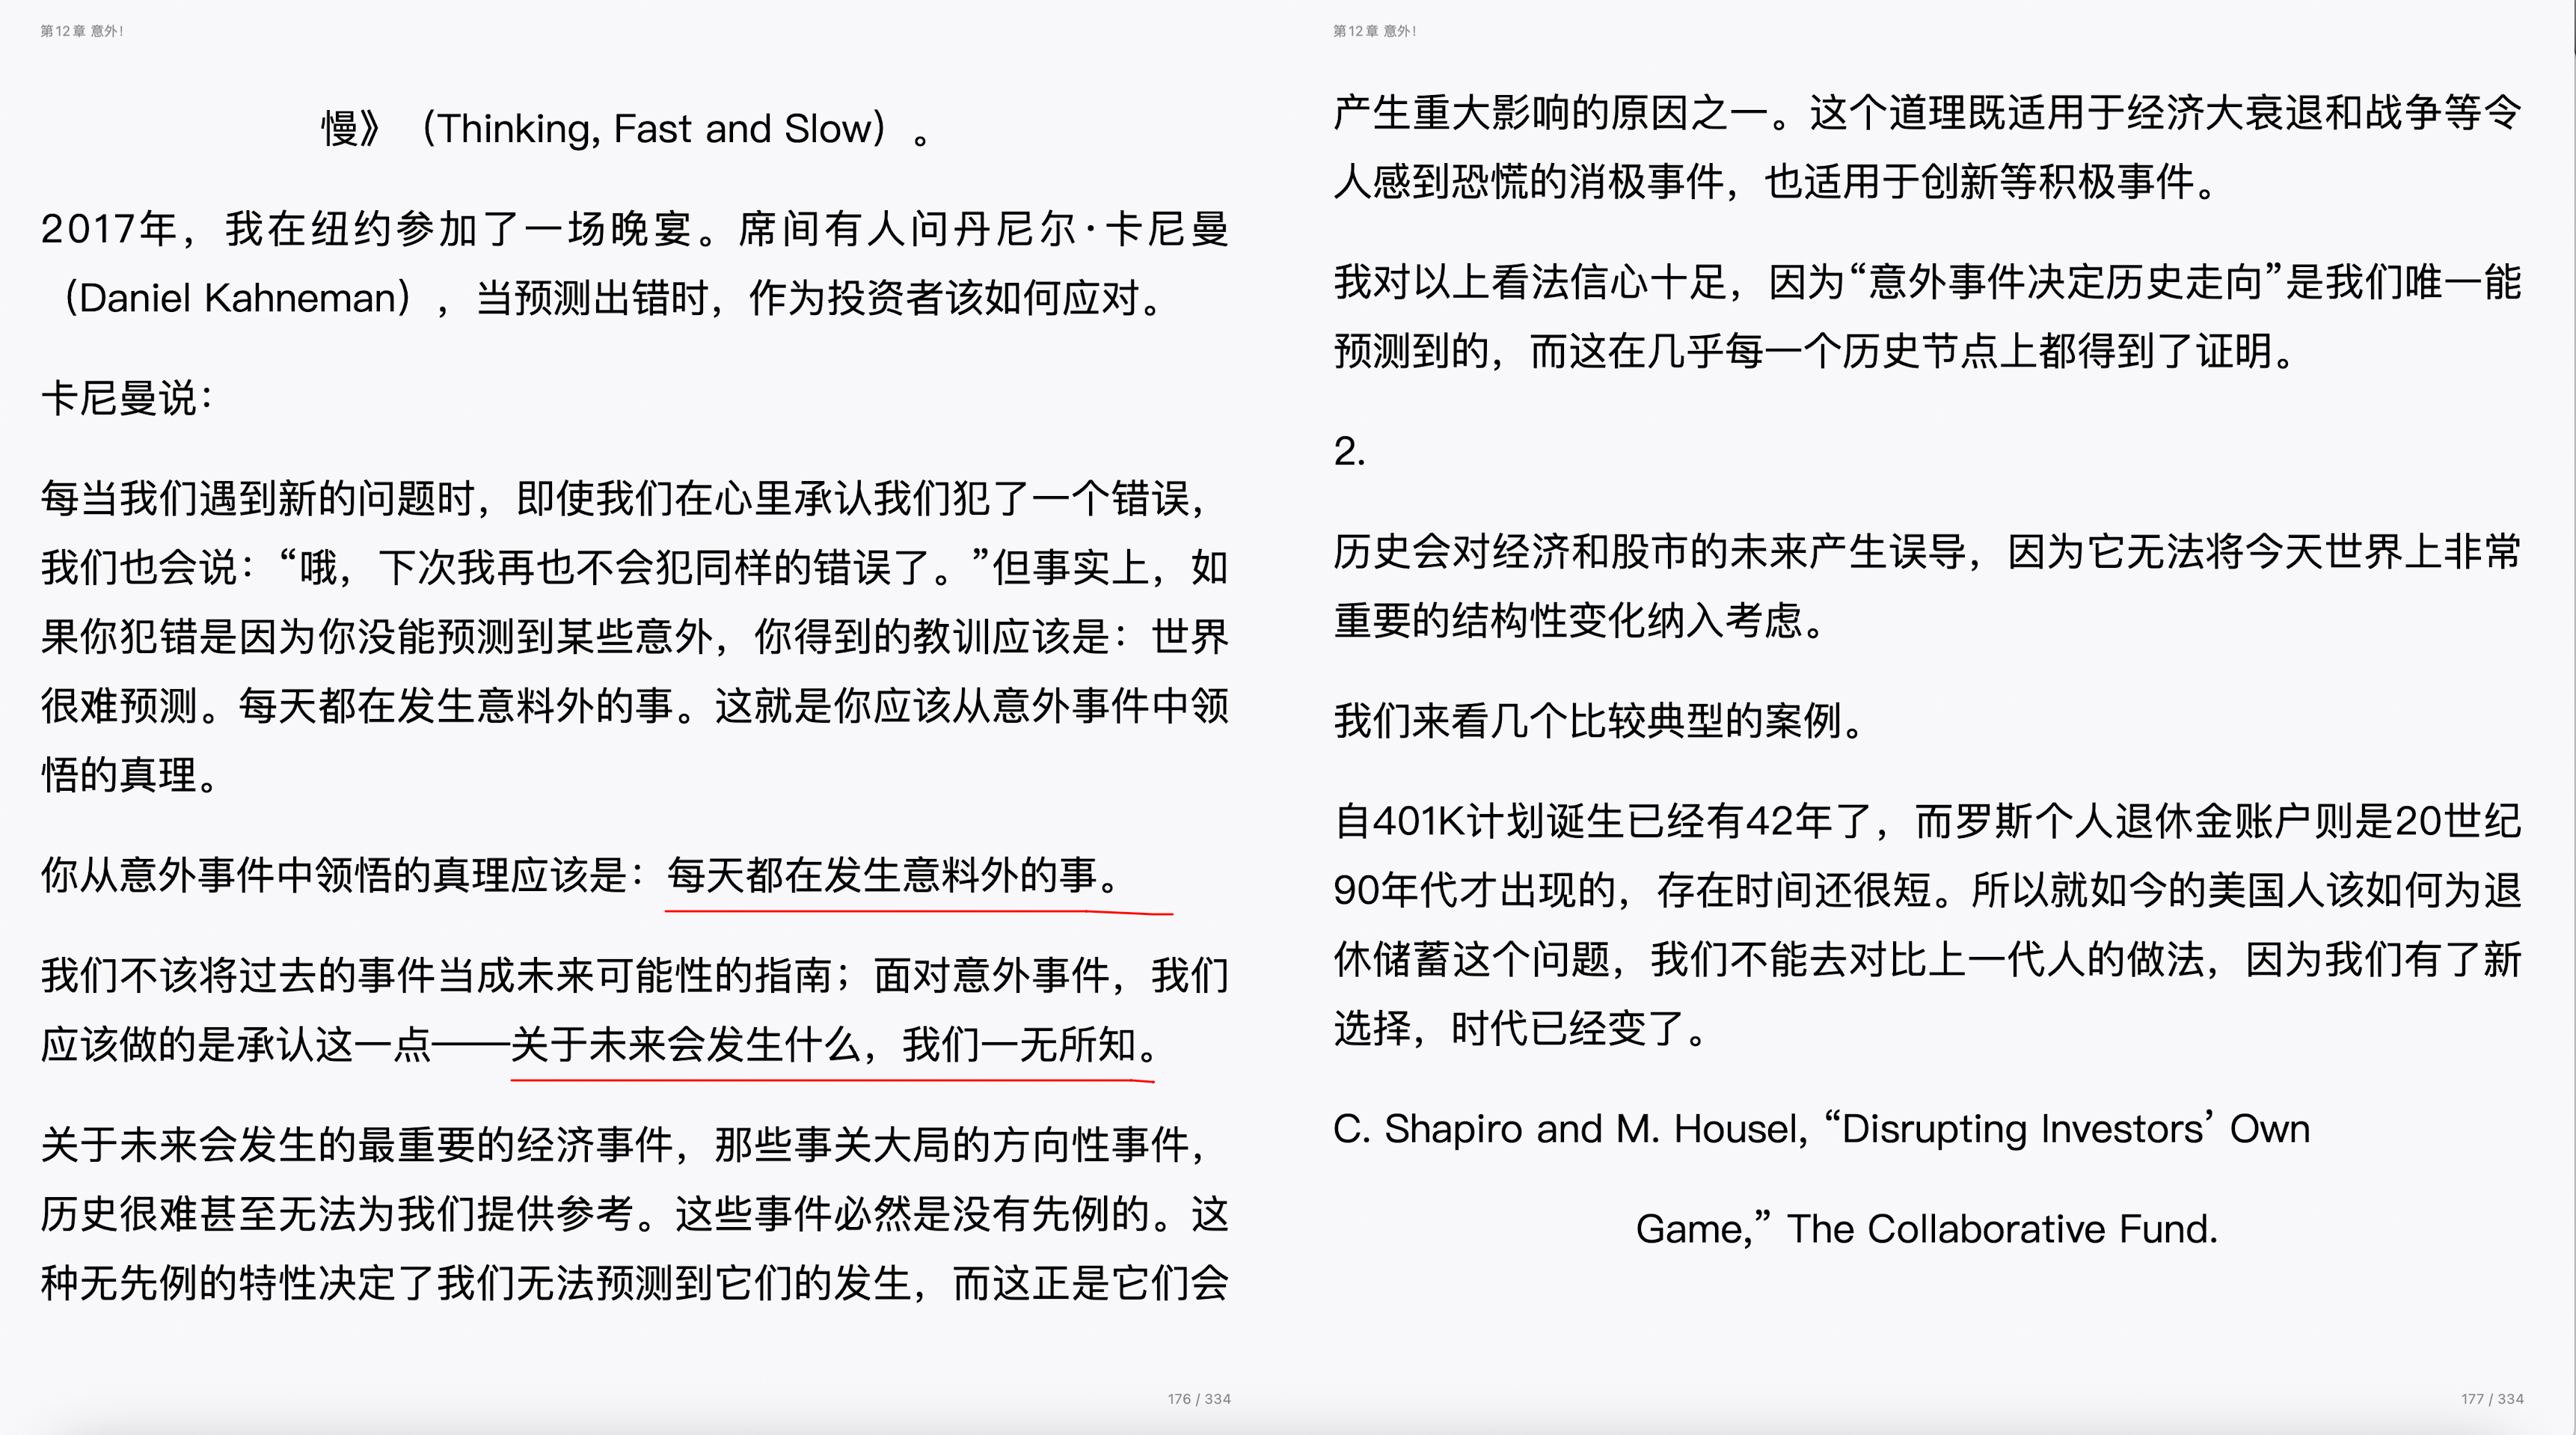 第12章 意外!
慢》（Thinking, Fast and Slow）。
2017年，我在纽约参加了一场晚宴。席间有人问丹尼尔·卡尼曼
（Daniel Kahneman），当预测出错时，作为投资者该如何应对。
卡尼曼说：
每当我们遇到新的问题时，即使我们在心里承认我们犯了一个错误，
我们也会说：“哦，下次我再也不会犯同样的错误了。”但事实上，如
果你犯错是因为你没能预测到某些意外，你得到的教训应该是：世界
很难预测。每天都在发生意料外的事。这就是你应该从意外事件中领
悟的真理。
你从意外事件中领悟的真理应该是：每天都在发生意料外的事。
我们不该将过去的事件当成未来可能性的指南；面对意外事件，我们
应该做的是承认这一点——关于未来会发生什么，我们一无所知。
关于未来会发生的最重要的经济事件，那些事关大局的方向性事件，
历史很难甚至无法为我们提供参考。这些事件必然是没有先例的。这
种无先例的特性决定了我们无法预测到它们的发生，而这正是它们会
176 / 334
第12章 意外!
产生重大影响的原因之一。这个道理既适用于经济大衰退和战争等令
人感到恐慌的消极事件，也适用于创新等积极事件。
我对以上看法信心十足，因为“意外事件决定历史走向”是我们唯一能
预测到的，而这在几乎每一个历史节点上都得到了证明。
2.
历史会对经济和股市的未来产生误导，因为它无法将今天世界上非常
重要的结构性变化纳入考虑。
我们来看几个比较典型的案例。
自401K计划诞生已经有42年了，而罗斯个人退休金账户则是20世纪
90年代才出现的，存在时间还很短。所以就如今的美国人该如何为退
休储蓄这个问题，我们不能去对比上一代人的做法，因为我们有了新
选择，时代已经变了。
C. Shapiro and M. Housel, “Disrupting Investors’ Own
Game,” The Collaborative Fund.
177 / 334